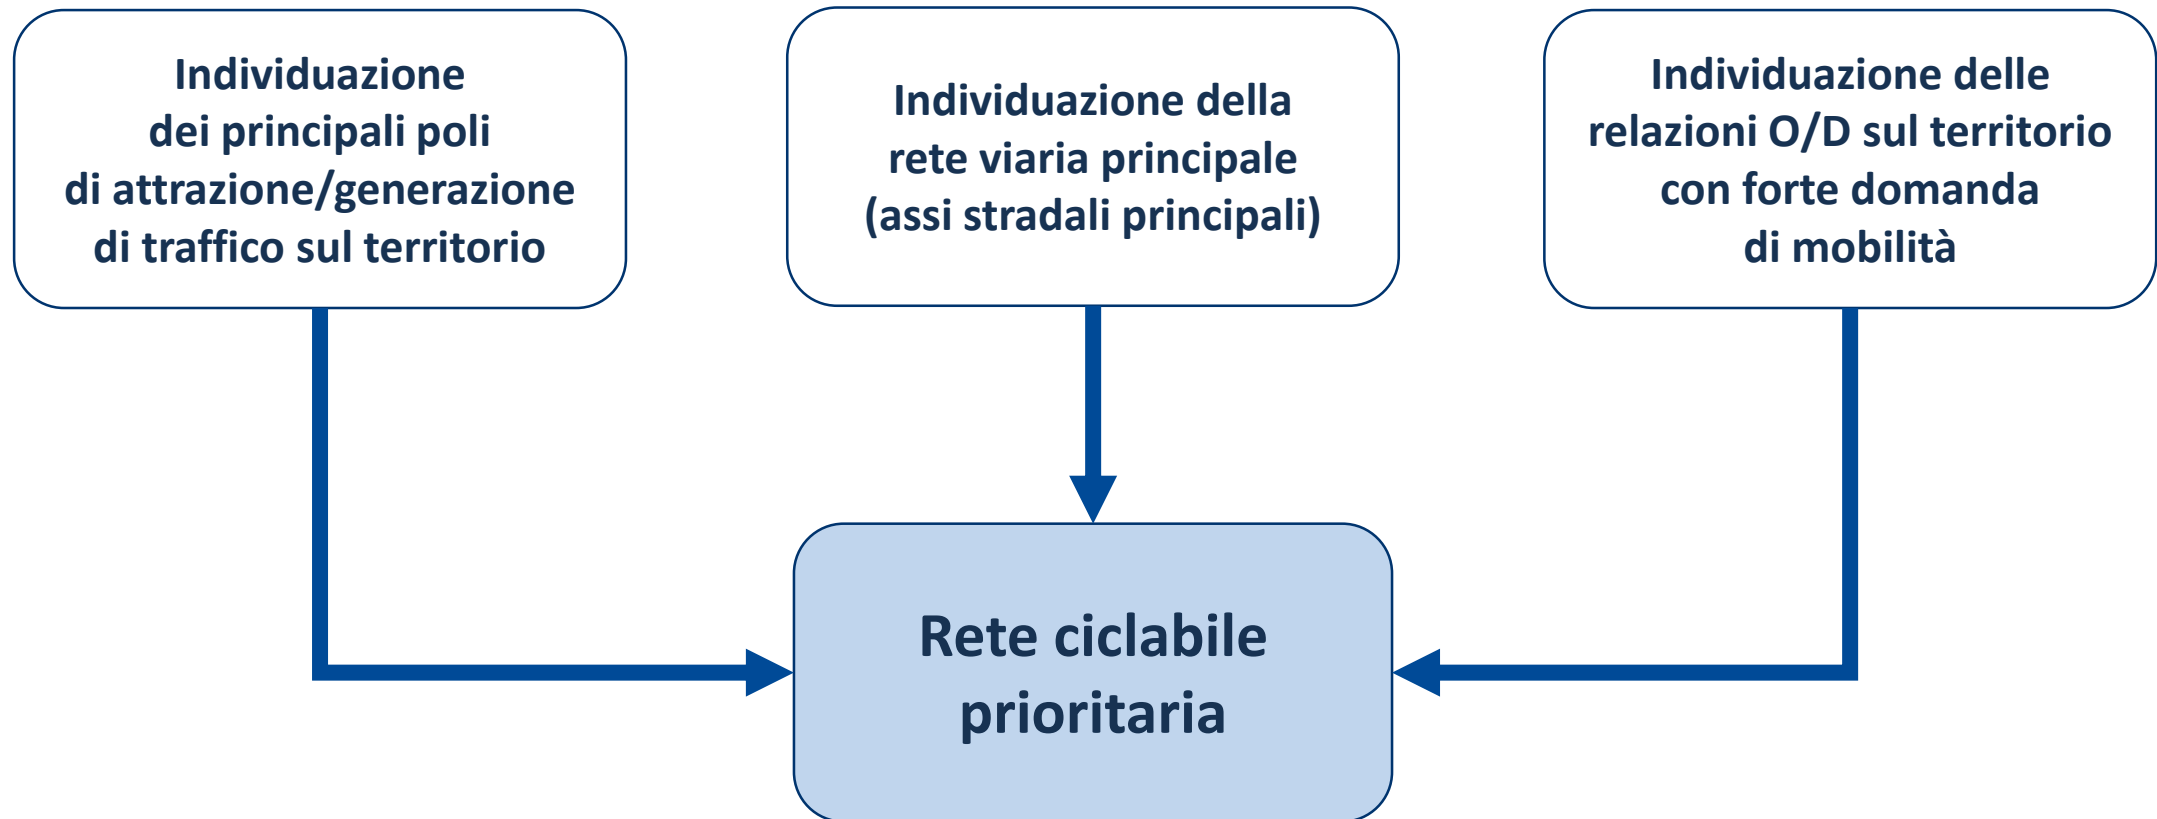 Individuazione
dei principali poli
di attrazione/generazione
di traffico sul territorio
Individuazione della
rete viaria principale
(assi stradali principali)
Individuazione delle
relazioni O/D sul territorio
con forte domanda
di mobilità
Rete ciclabile
prioritaria